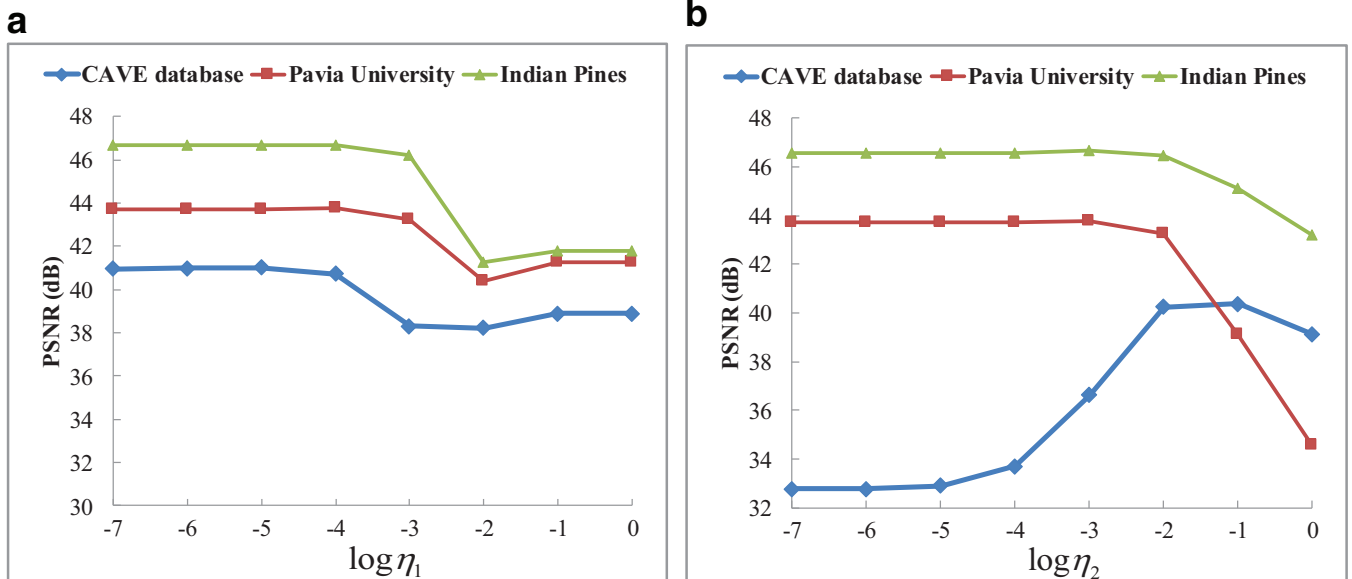 a
CAVE database Pavia University Indian Pines
48
46
44
42
40
38
36
34
32
30
PSNR (dB)
-7 -6 -5 -4 -3 -2 -1 0
log η₁
b
CAVE database Pavia University Indian Pines
48
46
44
42
40
38
36
34
32
PSNR (dB)
-7 -6 -5 -4 -3 -2 -1 0
log η₂